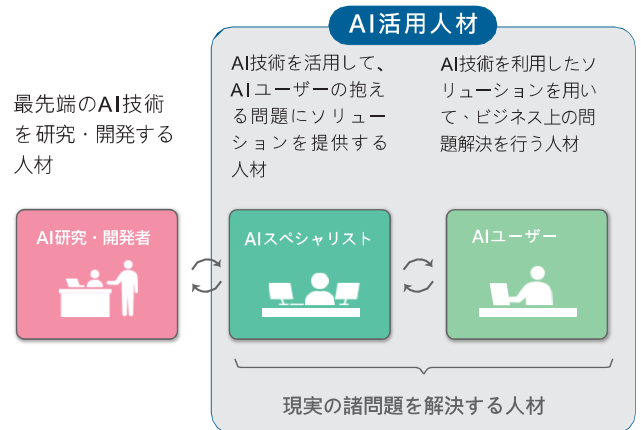 AI活用人材
最先端のAI技術
を研究・開発する
人材
AI技術を活用して、
AIユーザーの抱え
る問題にソリュー
ションを提供する
人材
AI技術を利用したソ
リューションを用い
て、ビジネス上の問
題解決を行う人材
AI研究・開発者
AIスペシャリスト
AIユーザー
現実の諸問題を解決する人材